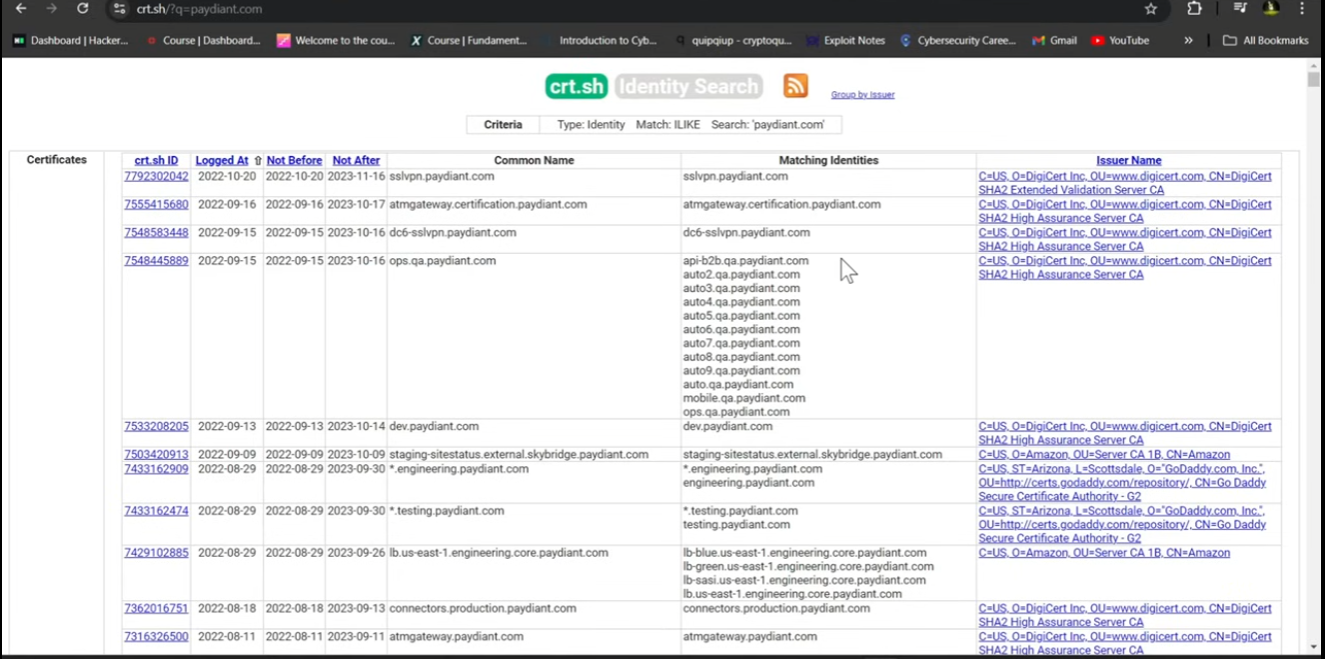 crt.sh/?q=paydiant.com
Dashboard | Hacker... Course | Dashboard... Welcome to the cou... Course | Fundament... Introduction to Cyb... quipqiup - cryptoqu... Exploit Notes Cybersecurity Caree... Gmail YouTube » All Bookmarks
crt.sh Identity Search Group by Issuer
Criteria Type: Identity Match: ILIKE Search: 'paydiant.com'
Certificates crt.sh ID Logged At ⇧ Not Before Not After Common Name Matching Identities Issuer Name
7792302042 2022-10-20 2022-10-20 2023-11-16 sslvpn.paydiant.com sslvpn.paydiant.com C=US, O=DigiCert Inc, OU=www.digicert.com, CN=DigiCert
SHA2 Extended Validation Server CA
7555415680 2022-09-16 2022-09-16 2023-10-17 atmgateway.certification.paydiant.com atmgateway.certification.paydiant.com C=US, O=DigiCert Inc, OU=www.digicert.com, CN=DigiCert
SHA2 High Assurance Server CA
7548583448 2022-09-15 2022-09-15 2023-10-16 dc6-sslvpn.paydiant.com dc6-sslvpn.paydiant.com C=US, O=DigiCert Inc, OU=www.digicert.com, CN=DigiCert
SHA2 High Assurance Server CA
7548445889 2022-09-15 2022-09-15 2023-10-16 ops.qa.paydiant.com api-b2b.qa.paydiant.com C=US, O=DigiCert Inc, OU=www.digicert.com, CN=DigiCert
auto2.qa.paydiant.com SHA2 High Assurance Server CA
auto3.qa.paydiant.com
auto4.qa.paydiant.com
auto5.qa.paydiant.com
auto6.qa.paydiant.com
auto7.qa.paydiant.com
auto8.qa.paydiant.com
auto9.qa.paydiant.com
auto.qa.paydiant.com
mobile.qa.paydiant.com
ops.qa.paydiant.com
7533208205 2022-09-13 2022-09-13 2023-10-14 dev.paydiant.com dev.paydiant.com C=US, O=DigiCert Inc, OU=www.digicert.com, CN=DigiCert
SHA2 High Assurance Server CA
7503420913 2022-09-09 2022-09-09 2023-10-09 staging-sitestatus.external.skybridge.paydiant.com staging-sitestatus.external.skybridge.paydiant.com C=US, O=Amazon, OU=Server CA 1B, CN=Amazon
7433162909 2022-08-29 2022-08-29 2023-09-30 *.engineering.paydiant.com *.engineering.paydiant.com C=US, ST=Arizona, L=Scottsdale, O="GoDaddy.com, Inc.",
engineering.paydiant.com OU=http://certs.godaddy.com/repository/, CN=Go Daddy
Secure Certificate Authority - G2
7433162474 2022-08-29 2022-08-29 2023-09-30 *.testing.paydiant.com *.testing.paydiant.com C=US, ST=Arizona, L=Scottsdale, O="GoDaddy.com, Inc.",
testing.paydiant.com OU=http://certs.godaddy.com/repository/, CN=Go Daddy
Secure Certificate Authority - G2
7429102885 2022-08-29 2022-08-29 2023-09-26 lb.us-east-1.engineering.core.paydiant.com lb-blue.us-east-1.engineering.core.paydiant.com C=US, O=Amazon, OU=Server CA 1B, CN=Amazon
lb-green.us-east-1.engineering.core.paydiant.com
lb-sasi.us-east-1.engineering.core.paydiant.com
lb.us-east-1.engineering.core.paydiant.com
7362016751 2022-08-18 2022-08-18 2023-09-13 connectors.production.paydiant.com connectors.production.paydiant.com C=US, O=DigiCert Inc, OU=www.digicert.com, CN=DigiCert
SHA2 High Assurance Server CA
7316326500 2022-08-11 2022-08-11 2023-09-11 atmgateway.paydiant.com atmgateway.paydiant.com C=US, O=DigiCert Inc, OU=www.digicert.com, CN=DigiCert
SHA2 High Assurance Server CA